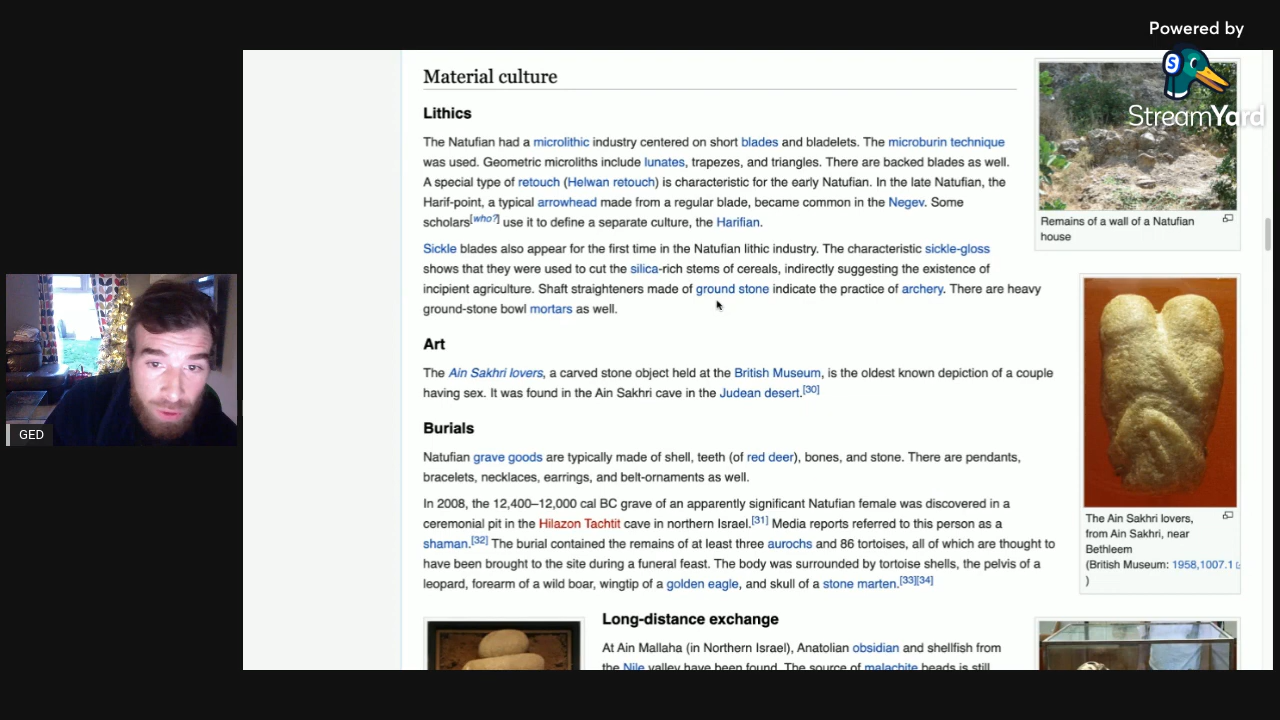 Powered by
StreamYard
Material culture
Lithics
The Natufian had a microlithic industry centered on short blades and bladelets. The microburin technique
was used. Geometric microliths include lunates, trapezes, and triangles. There are backed blades as well.
A special type of retouch (Helwan retouch) is characteristic for the early Natufian. In the late Natufian, the
Harif-point, a typical arrowhead made from a regular blade, became common in the Negev. Some
scholars[who?] use it to define a separate culture, the Harifian.
Remains of a wall of a Natufian
house
Sickle blades also appear for the first time in the Natufian lithic industry. The characteristic sickle-gloss
shows that they were used to cut the silica-rich stems of cereals, indirectly suggesting the existence of
incipient agriculture. Shaft straighteners made of ground stone indicate the practice of archery. There are heavy
ground-stone bowl mortars as well.
Art
The Ain Sakhri lovers, a carved stone object held at the British Museum, is the oldest known depiction of a couple
having sex. It was found in the Ain Sakhri cave in the Judean desert.[30]
GED
Burials
Natufian grave goods are typically made of shell, teeth (of red deer), bones, and stone. There are pendants,
bracelets, necklaces, earrings, and belt-ornaments as well.
In 2008, the 12,400–12,000 cal BC grave of an apparently significant Natufian female was discovered in a
ceremonial pit in the Hilazon Tachtit cave in northern Israel.[31] Media reports referred to this person as a
shaman.[32] The burial contained the remains of at least three aurochs and 86 tortoises, all of which are thought to
have been brought to the site during a funeral feast. The body was surrounded by tortoise shells, the pelvis of a
leopard, forearm of a wild boar, wingtip of a golden eagle, and skull of a stone marten.[33][34]
The Ain Sakhri lovers,
from Ain Sakhri, near
Bethleem
(British Museum: 1958,1007.1
)
Long-distance exchange
At Ain Mallaha (in Northern Israel), Anatolian obsidian and shellfish from
the Nile valley have been found. The source of malachite beads is still